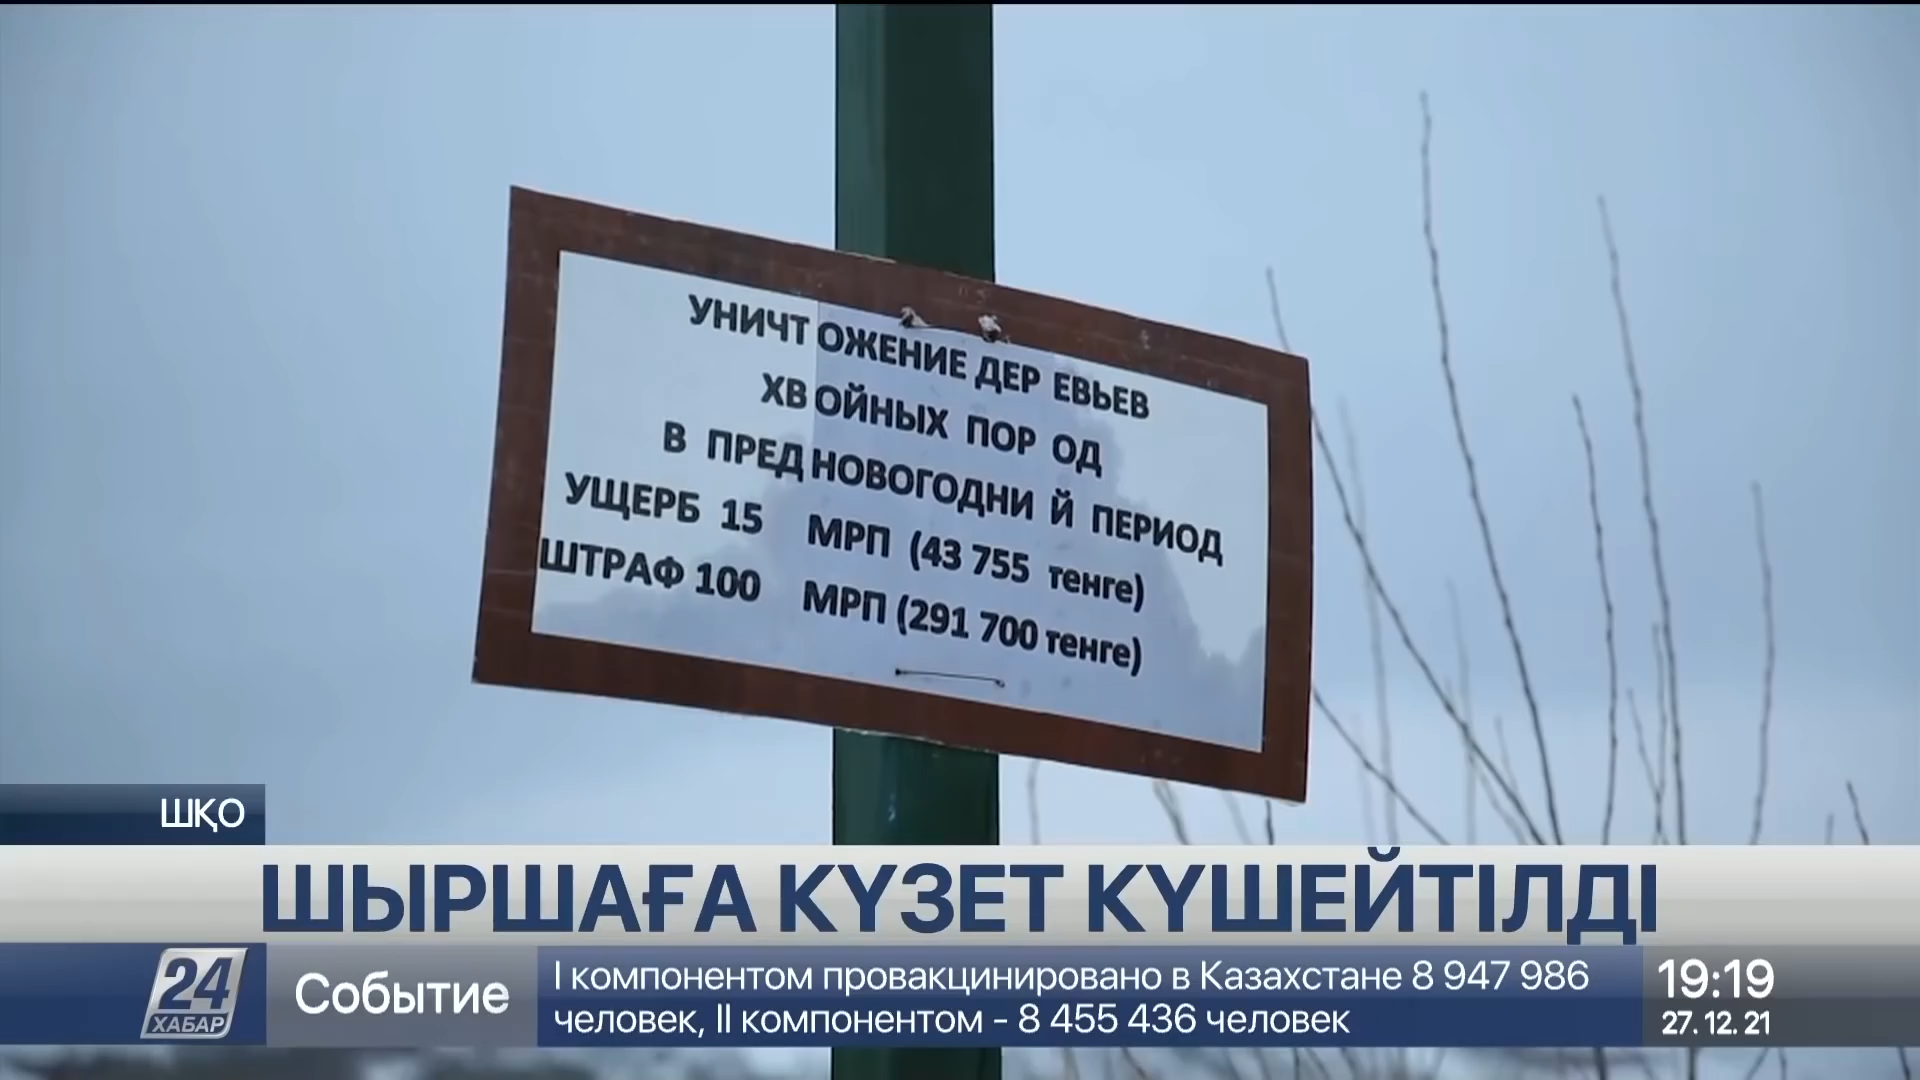 УНИЧТ ОЖЕНИЕ ДЕР ЕВЬЕВ
ХВ ОЙНЫХ ПОР ОД
В ПРЕД НОВОГОДНИ Й ПЕРИОД
УЩЕРБ 15 МРП (43 755 тенге)
ШТРАФ 100 МРП (291 700 тенге)
ШҚО
ШЫРШАҒА КҮЗЕТ КҮШЕЙТІЛДІ
24
ХАБАР
Событие
I компонентом провакцинировано в Казахстане 8 947 986
человек, II компонентом - 8 455 436 человек
19:19
27. 12. 21